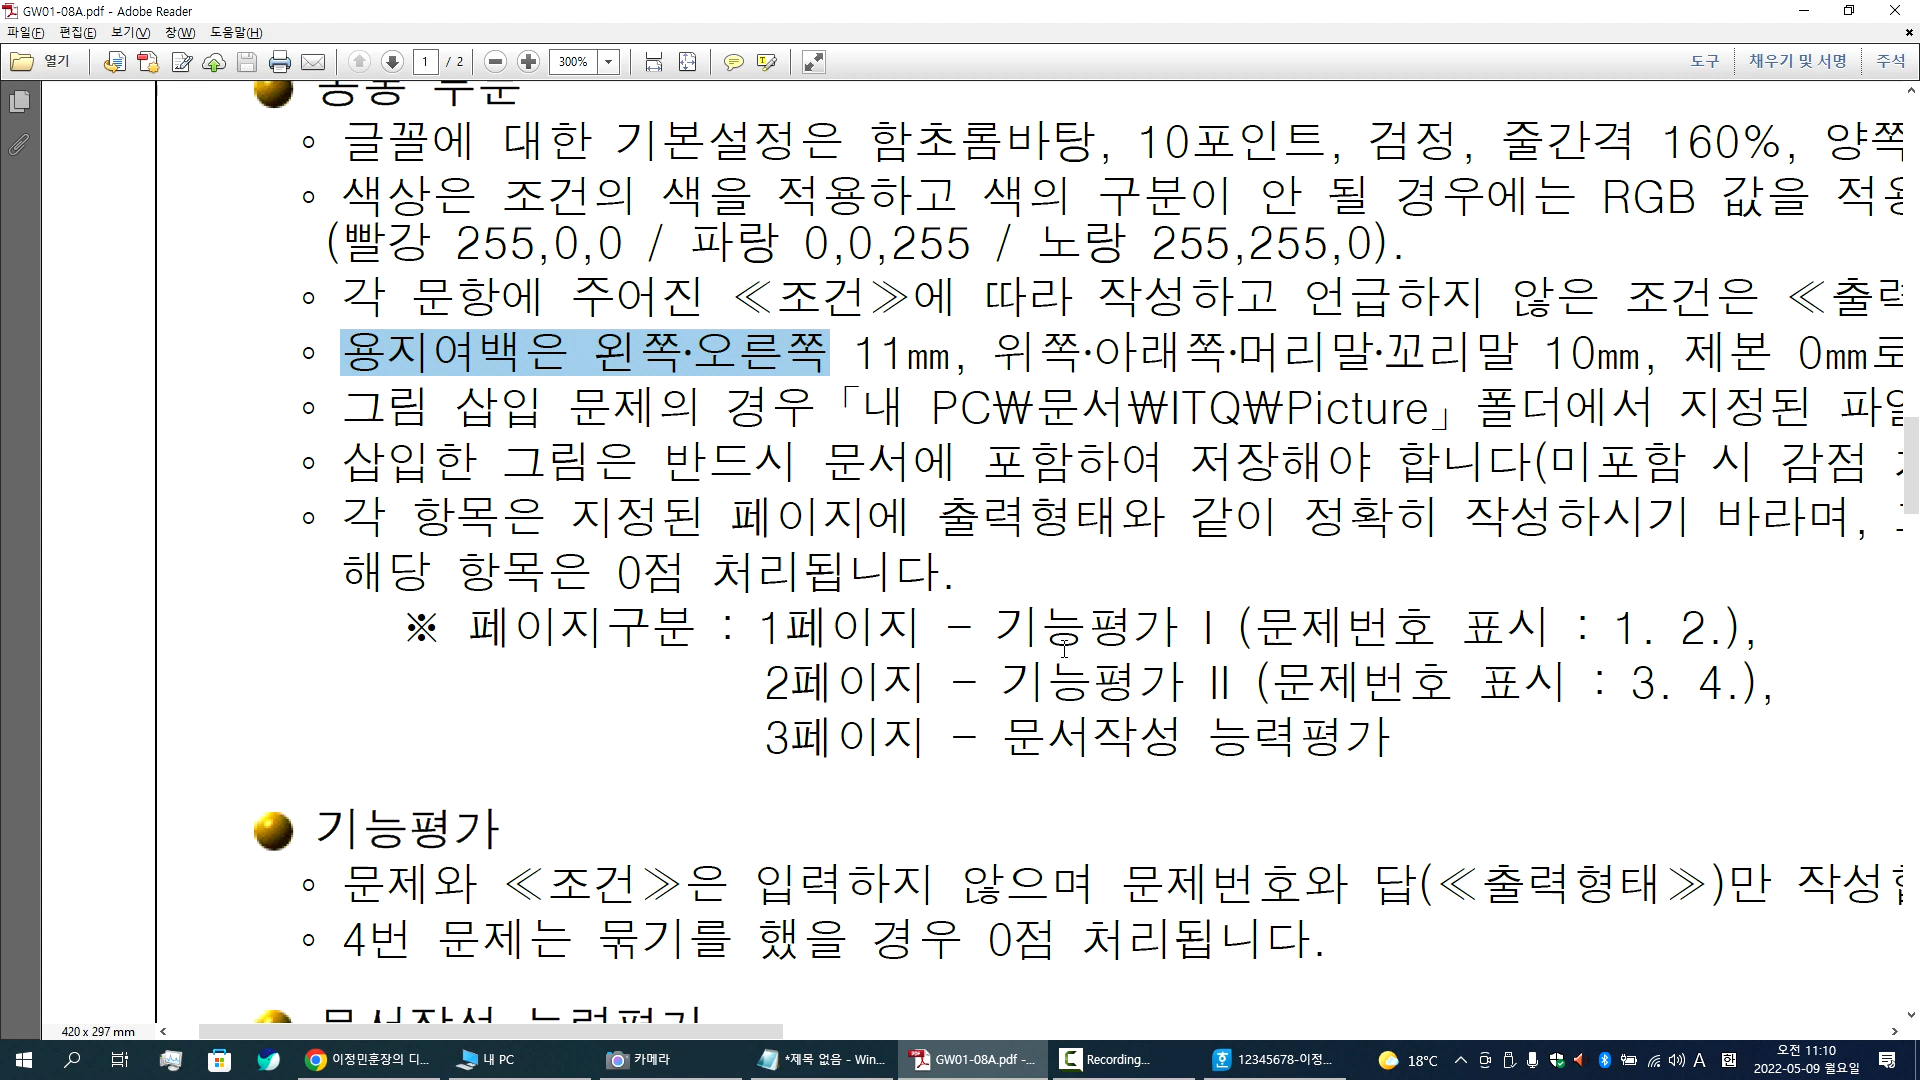 GW01-08A.pdf - Adobe Reader
파일(F) 편집(E) 보기(V) 창(W) 도움말(H)
열기 1 / 2 300% 도구 채우기 및 서명 주석
공통 부문
◦ 글꼴에 대한 기본설정은 함초롬바탕, 10포인트, 검정, 줄간격 160%, 양쪽
◦ 색상은 조건의 색을 적용하고 색의 구분이 안 될 경우에는 RGB 값을 적용
(빨강 255,0,0 / 파랑 0,0,255 / 노랑 255,255,0).
◦ 각 문항에 주어진 ≪조건≫에 따라 작성하고 언급하지 않은 조건은 ≪출력
◦ 용지여백은 왼쪽·오른쪽 11㎜, 위쪽·아래쪽·머리말·꼬리말 10㎜, 제본 0㎜로
◦ 그림 삽입 문제의 경우「내 PC₩문서₩ITQ₩Picture」폴더에서 지정된 파일
◦ 삽입한 그림은 반드시 문서에 포함하여 저장해야 합니다(미포함 시 감점
◦ 각 항목은 지정된 페이지에 출력형태와 같이 정확히 작성하시기 바라며,
해당 항목은 0점 처리됩니다.
※ 페이지구분 : 1페이지 - 기능평가 Ⅰ (문제번호 표시 : 1. 2.),
2페이지 - 기능평가 Ⅱ (문제번호 표시 : 3. 4.),
3페이지 - 문서작성 능력평가
기능평가
◦ 문제와 ≪조건≫은 입력하지 않으며 문제번호와 답(≪출력형태≫)만 작성합
◦ 4번 문제는 묶기를 했을 경우 0점 처리됩니다.
문서작성 능력평가
420 x 297 mm
이정민훈장의 디... 내 PC 카메라 *제목 없음 - Win... GW01-08A.pdf -... Recording... 12345678-이정... 18°C A 한 오전 11:10
2022-05-09 월요일